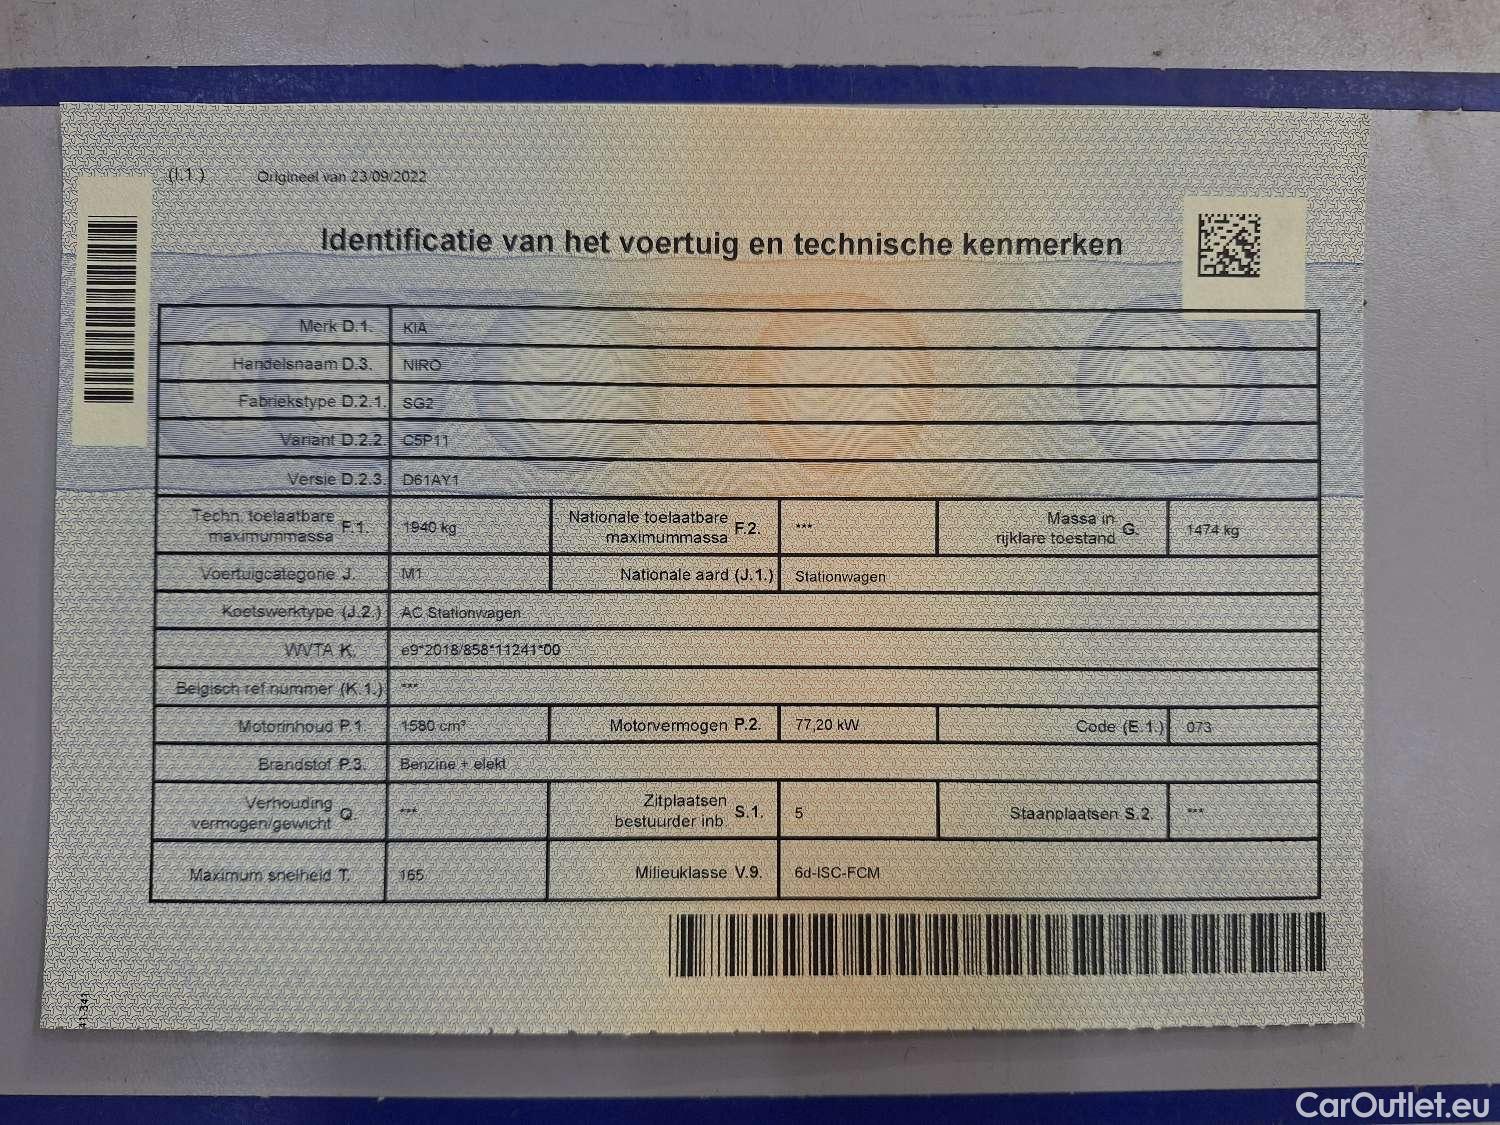 (I.1.) Origineel van 23/09/2022
Identificatie van het voertuig en technische kenmerken
Merk D.1. KIA
Handelsnaam D.3. NIRO
Fabriekstype D.2.1. SG2
Variant D.2.2. C5P11
Versie D.2.3. D61AY1
Techn. toelaatbare maximummassa F.1. 1940 kg Nationale toelaatbare maximummassa F.2. *** Massa in rijklare toestand G. 1474 kg
Voertuigcategorie J. M1 Nationale aard (J.1.) Stationwagen
Koetswerktype (J.2.) AC Stationwagen
WVTA K. e9*2018/858*11241*00
Belgisch ref.nummer (K.1.) ***
Motorinhoud P.1. 1580 cm³ Motorvermogen P.2. 77,20 kW Code (E.1.) 073
Brandstof P.3. Benzine + elekt
Verhouding vermogen/gewicht Q. *** Zitplaatsen bestuurder inb. S.1. 5 Staanplaatsen S.2. ***
Maximum snelheid T. 165 Milieuklasse V.9. 6d-ISC-FCM
41-341
CarOutlet.eu